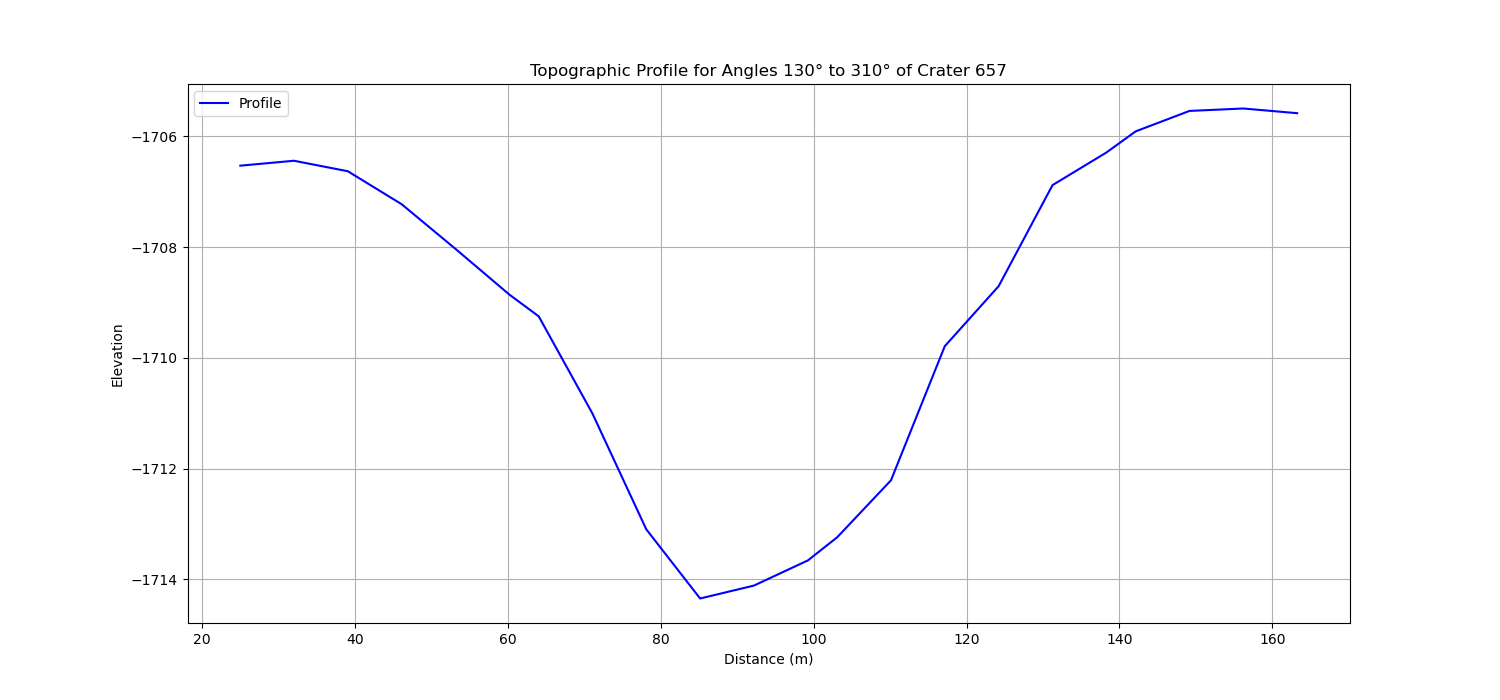 Topographic Profile for Angles 130° to 310° of Crater 657
Profile
−1706
−1708
−1710
−1712
−1714
Elevation
20 40 60 80 100 120 140 160
Distance (m)